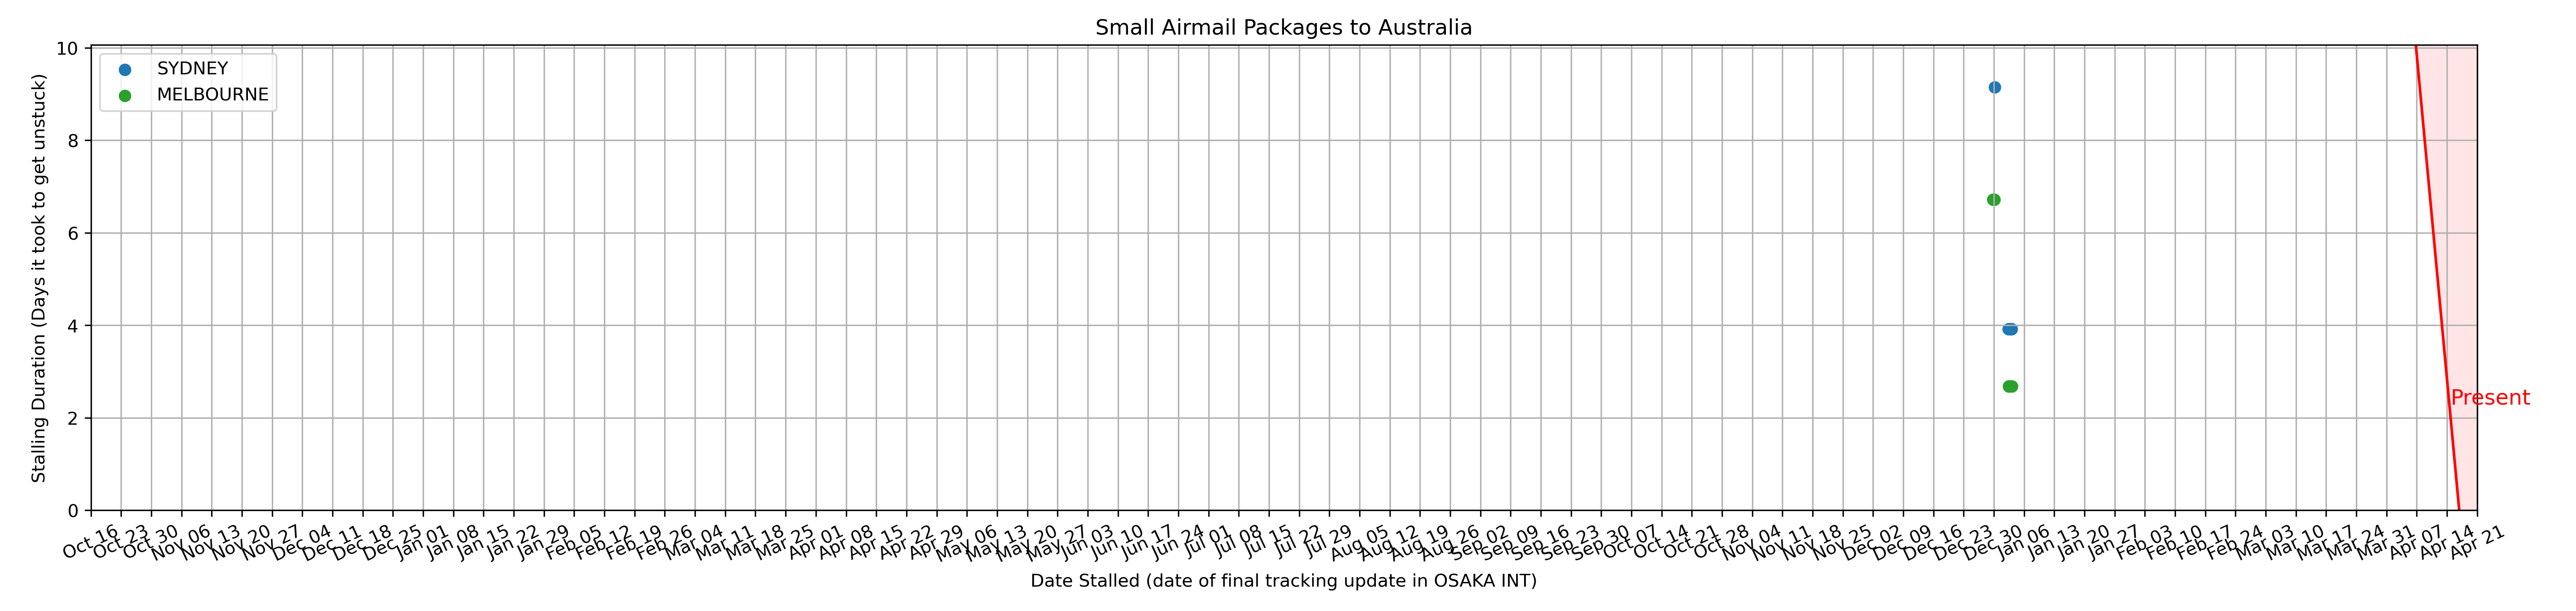 Small Airmail Packages to Australia
SYDNEY
MELBOURNE
Stalling Duration (Days it took to get unstuck)
10
8
6
4
2
0
Present
Oct 16
Oct 23
Oct 30
Nov 06
Nov 13
Nov 20
Nov 27
Dec 04
Dec 11
Dec 18
Dec 25
Jan 01
Jan 08
Jan 15
Jan 22
Jan 29
Feb 05
Feb 12
Feb 19
Feb 26
Mar 04
Mar 11
Mar 18
Mar 25
Apr 01
Apr 08
Apr 15
Apr 22
Apr 29
May 06
May 13
May 20
May 27
Jun 03
Jun 10
Jun 17
Jun 24
Jul 01
Jul 08
Jul 15
Jul 22
Jul 29
Aug 05
Aug 12
Aug 19
Aug 26
Sep 02
Sep 09
Sep 16
Sep 23
Sep 30
Oct 07
Oct 14
Oct 21
Oct 28
Nov 04
Nov 11
Nov 18
Nov 25
Dec 02
Dec 09
Dec 16
Dec 23
Dec 30
Jan 06
Jan 13
Jan 20
Jan 27
Feb 03
Feb 10
Feb 17
Feb 24
Mar 03
Mar 10
Mar 17
Mar 24
Mar 31
Apr 07
Apr 14
Apr 21
Date Stalled (date of final tracking update in OSAKA INT)